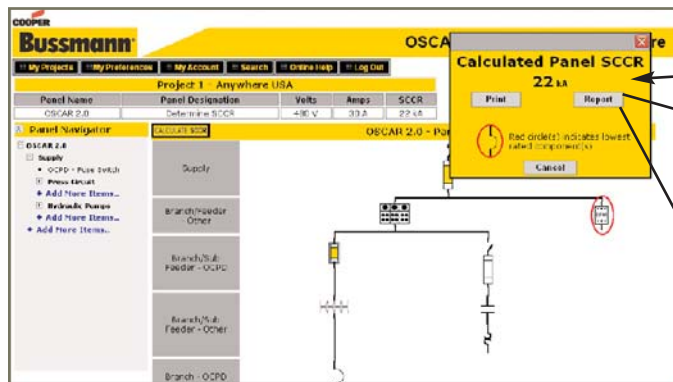 COOPER
Bussmann
OSCA
re
My Projects My Preferences My Account Search Online Help Log Out
Project 1 - Anywhere USA
Panel Name Panel Designation Volts Amps SCCR
OSCAR 2.0 Determine SCCR 480 V 30 A 22 kA
Panel Navigator
CALCULATE SCCR
OSCAR 2.0 - Pa
OSCAR 2.0
Supply
OCPD - Fuse Switch
Press Circuit
Add More Items...
Hydraulic Pumps
Add More Items...
Add More Items...
Supply
Branch/Feeder - Other
Branch/Sub Feeder - OCPD
Branch/Sub Feeder - Other
Branch - OCPD
Calculated Panel SCCR
22 kA
Print Report
Red circle(s) indicates lowest
rated component(s)
Cancel